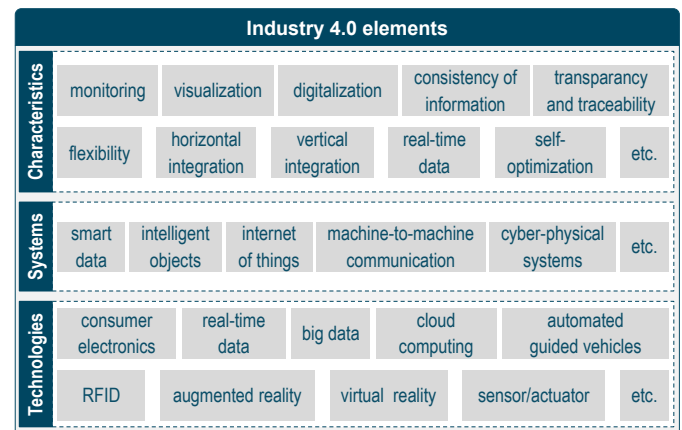 Industry 4.0 elements
Characteristics
monitoring
visualization
digitalization
consistency of
information
transparancy
and traceability
flexibility
horizontal
integration
vertical
integration
real-time
data
self-
optimization
etc.
Systems
smart
data
intelligent
objects
internet
of things
machine-to-machine
communication
cyber-physical
systems
etc.
Technologies
consumer
electronics
real-time
data
big data
cloud
computing
automated
guided vehicles
RFID
augmented reality
virtual reality
sensor/actuator
etc.